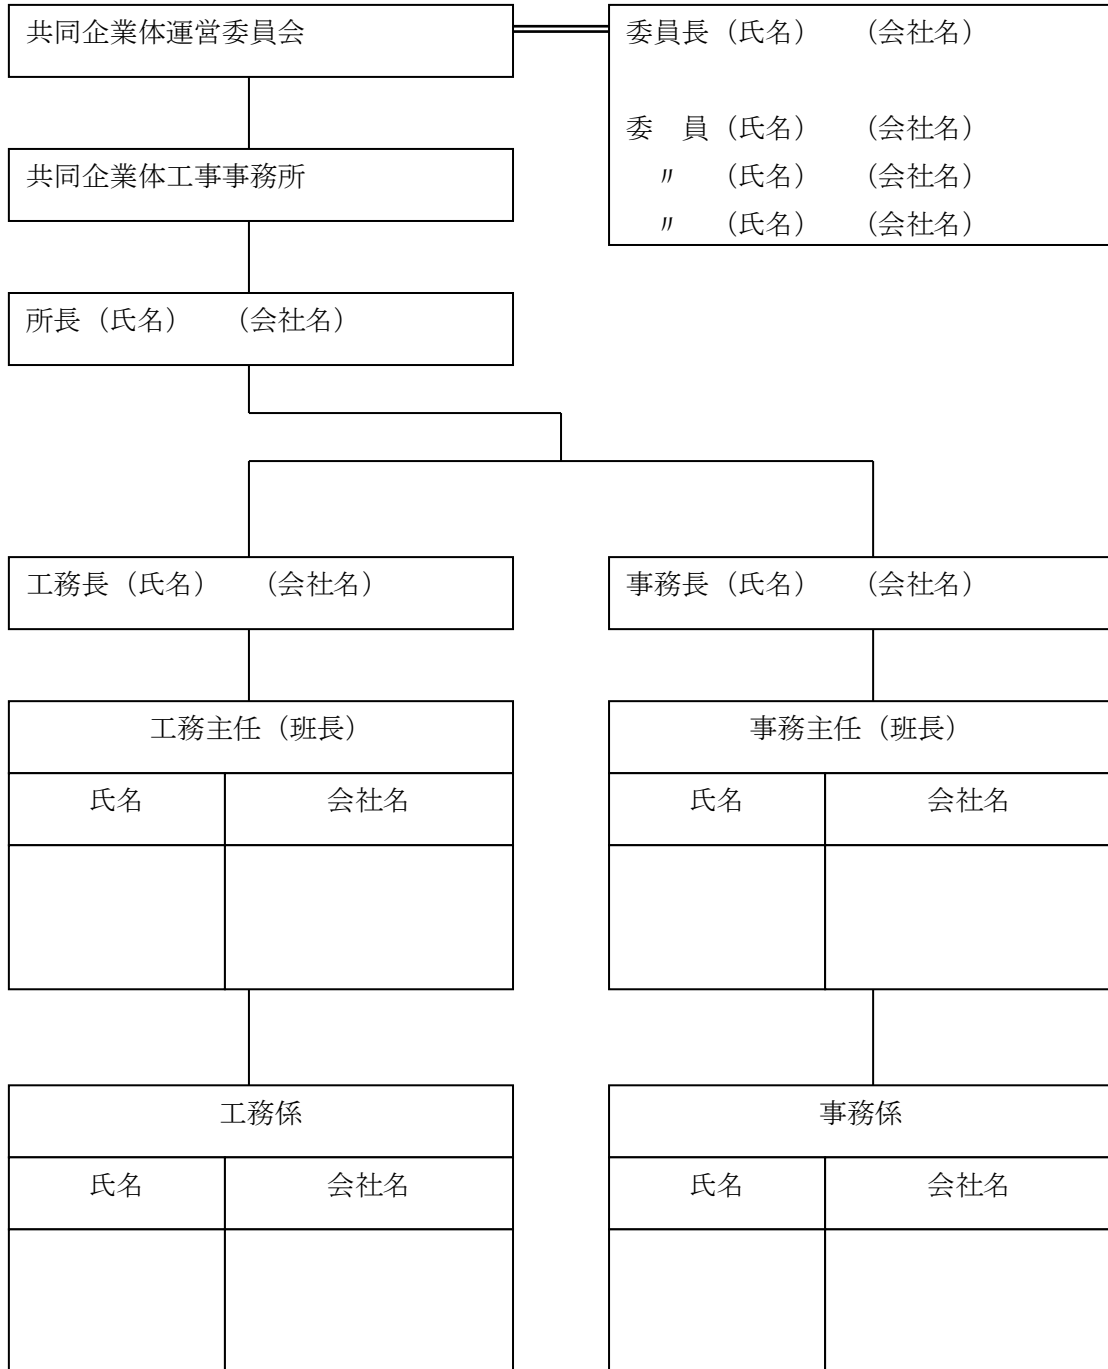 共同企業体運営委員会
委員長（氏名）　（会社名）
委　員（氏名）　（会社名）
〃　（氏名）　（会社名）
〃　（氏名）　（会社名）
共同企業体工事事務所
所長（氏名）　（会社名）
工務長（氏名）　（会社名）
事務長（氏名）　（会社名）
工務主任（班長）
氏名　会社名
事務主任（班長）
氏名　会社名
工務係
氏名　会社名
事務係
氏名　会社名